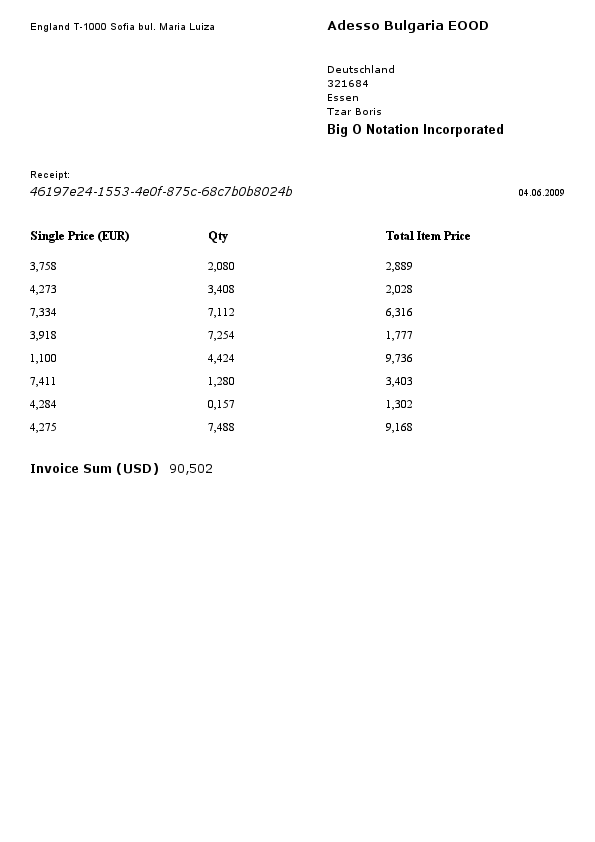 England T-1000 Sofia bul. Maria Luiza
Adesso Bulgaria EOOD
Deutschland
321684
Essen
Tzar Boris
Big O Notation Incorporated
Receipt:
46197e24-1553-4e0f-875c-68c7b0b8024b
04.06.2009
Single Price (EUR) Qty Total Item Price
3,758 2,080 2,889
4,273 3,408 2,028
7,334 7,112 6,316
3,918 7,254 1,777
1,100 4,424 9,736
7,411 1,280 3,403
4,284 0,157 1,302
4,275 7,488 9,168
Invoice Sum (USD) 90,502